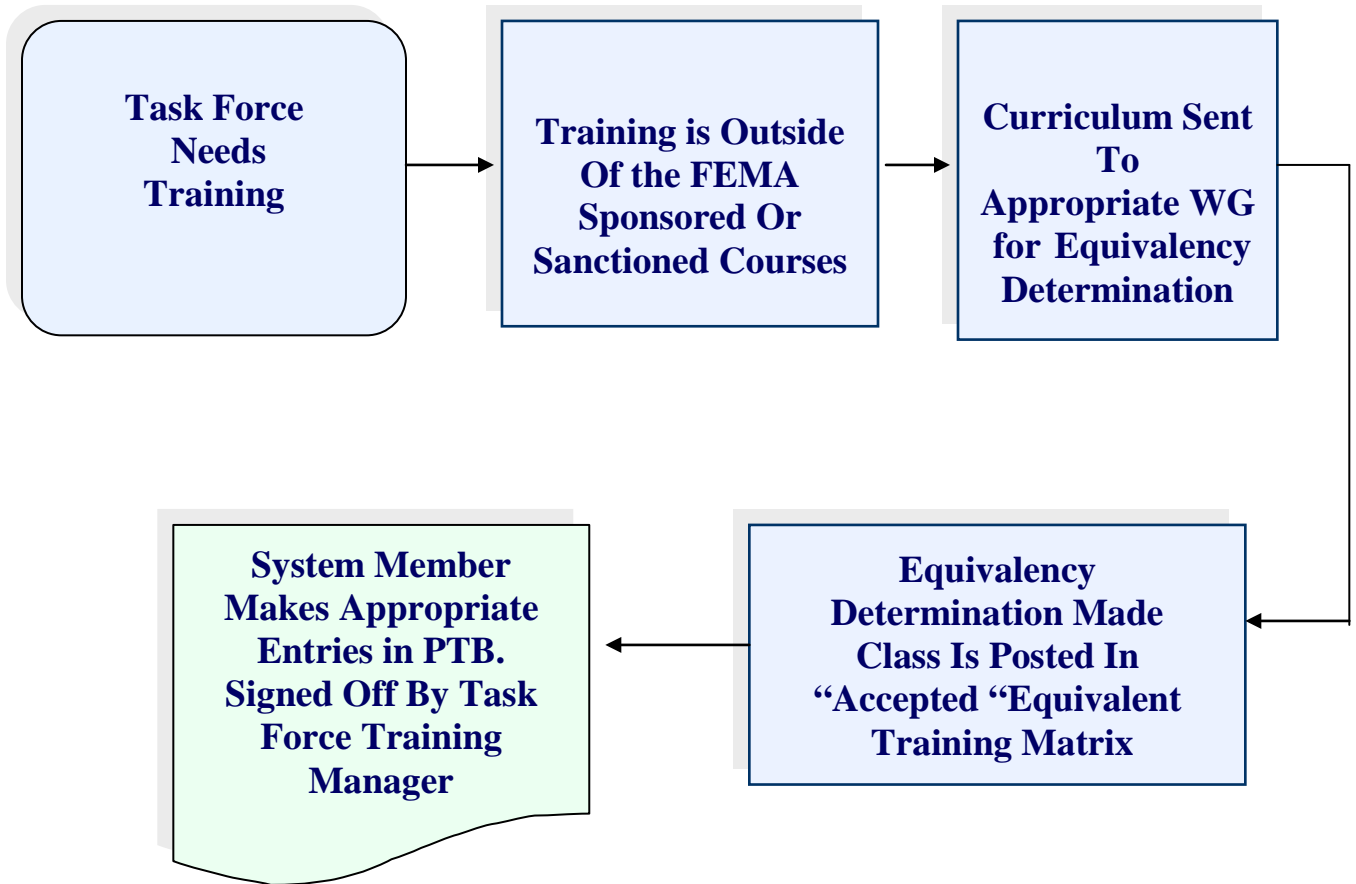 Task Force
Needs
Training
Training is Outside
Of the FEMA
Sponsored Or
Sanctioned Courses
Curriculum Sent
To
Appropriate WG
for Equivalency
Determination
Equivalency
Determination Made
Class Is Posted In
“Accepted “Equivalent
Training Matrix
System Member
Makes Appropriate
Entries in PTB.
Signed Off By Task
Force Training
Manager